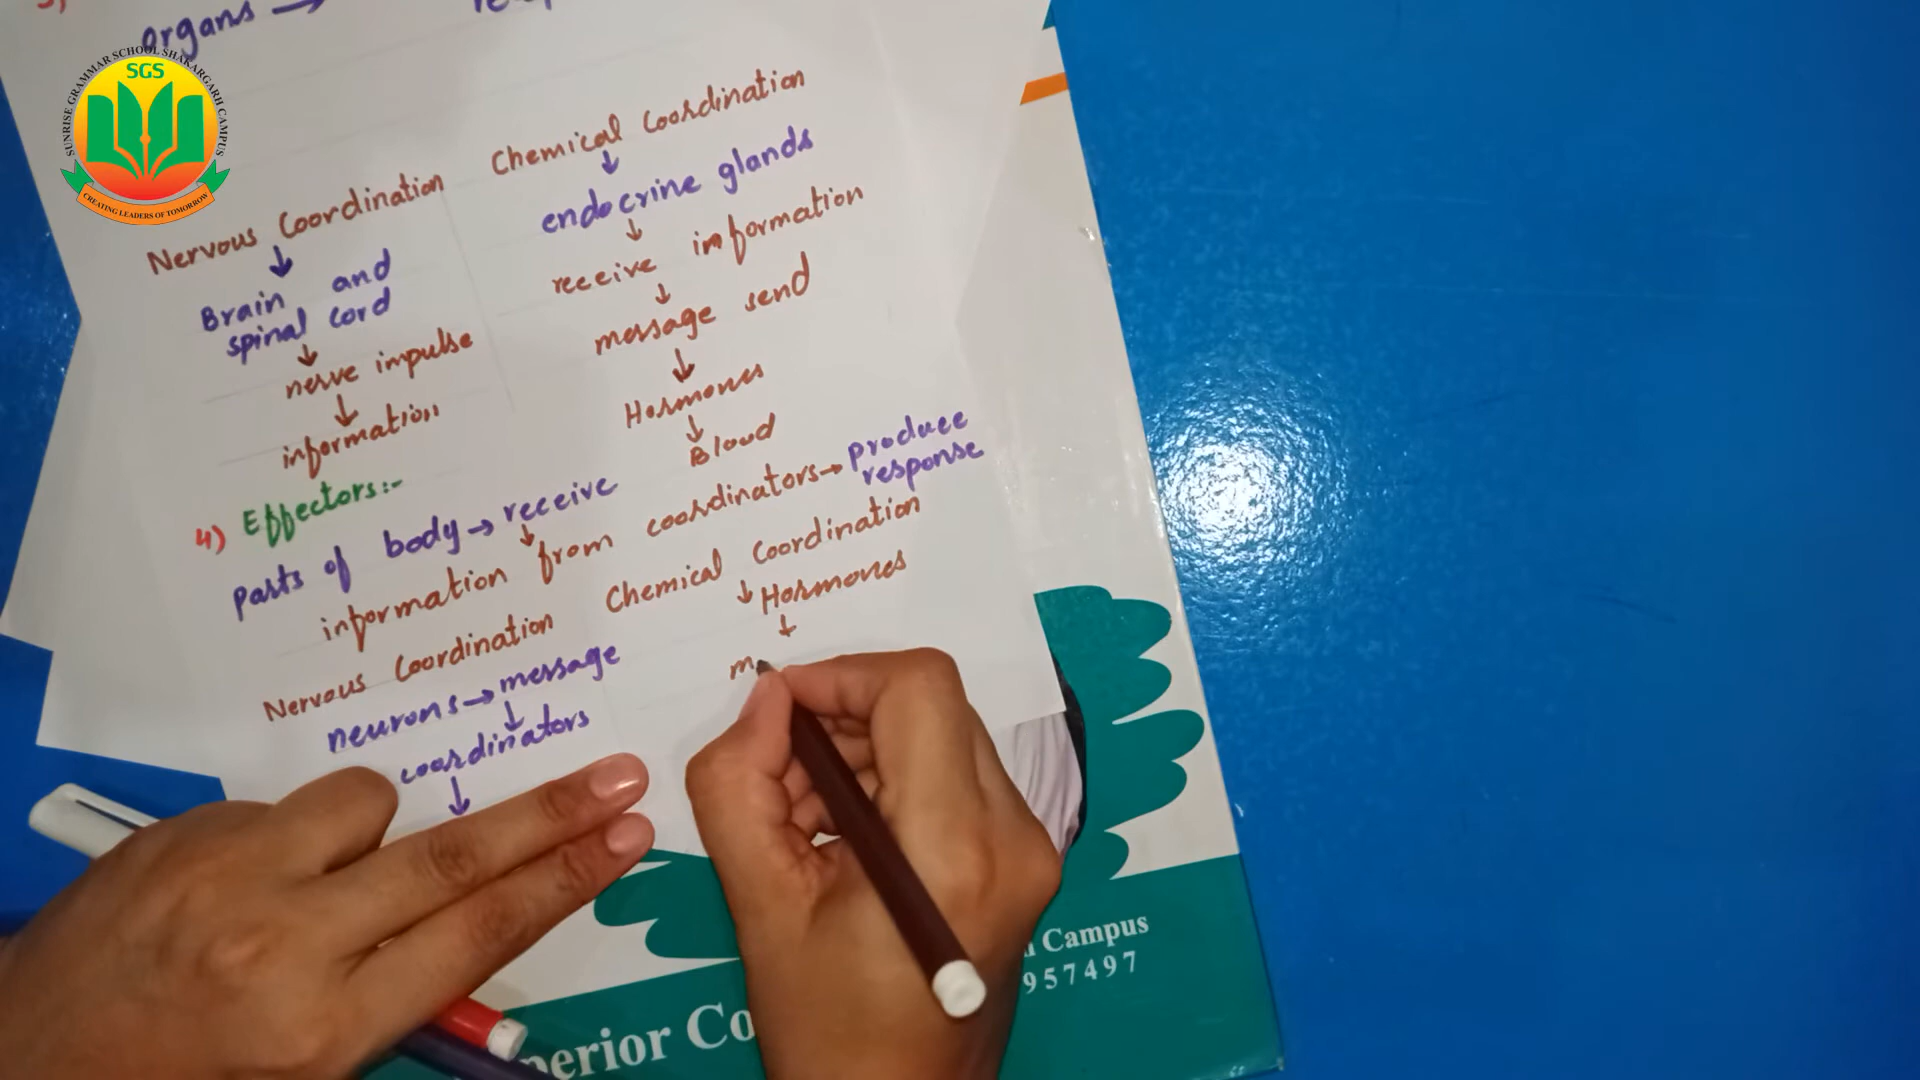 organs →
SUNRISE GRAMMAR SCHOOL SHAKARGARH CAMPUS
SGS
CREATING LEADERS OF TOMORROW
Nervous Coordination
↓
Brain and
spinal cord
↓
nerve impulse
↓
information
Chemical Coordination
↓
endocrine glands
↓
receive information
↓
message send
↓
Hormones
↓
Blood
4) Effectors:-
Parts of body → receive
↓
information from coordinators → produce
response
Nervous Coordination
neurons → message
↓
coordinators
↓
Chemical Coordination
↓
Hormones
↓
Campus
957497
perior Co